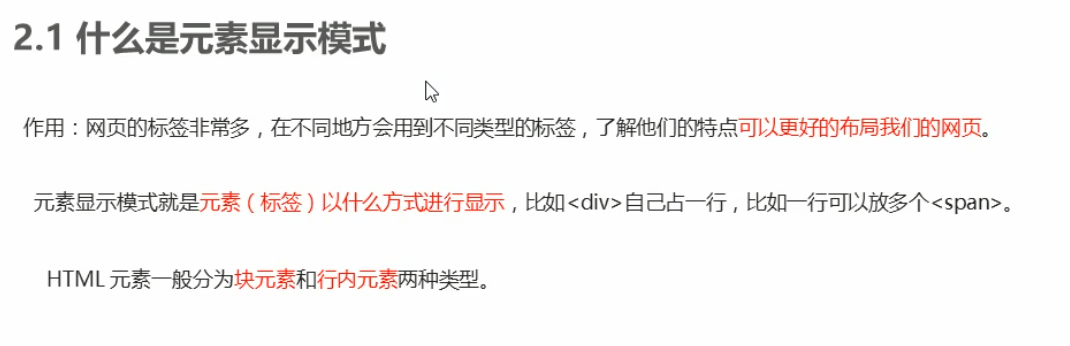 2.1 什么是元素显示模式
作用：网页的标签非常多，在不同地方会用到不同类型的标签，了解他们的特点可以更好的布局我们的网页。
元素显示模式就是元素（标签）以什么方式进行显示，比如<div>自己占一行，比如一行可以放多个<span>。
HTML 元素一般分为块元素和行内元素两种类型。